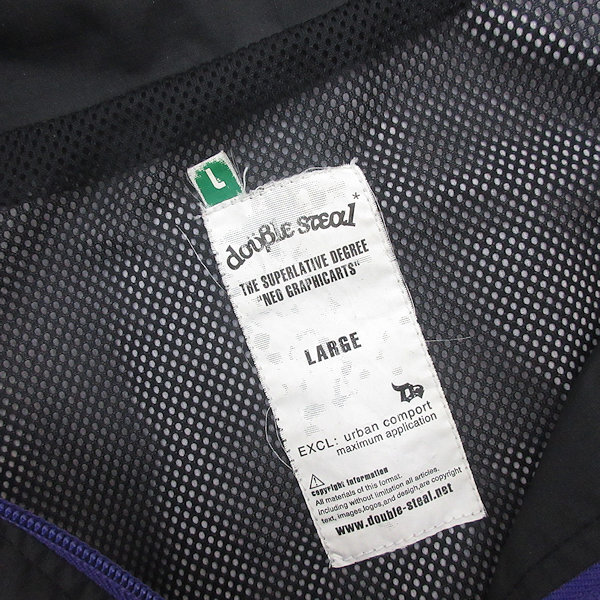 L
double steal*
THE SUPERLATIVE DEGREE
"NEO GRAPHICARTS"
LARGE
EXCL: urban comport
maximum application
copyright information
All materials of this format.
Including without limitation all articles.
text, images,logos,and design,are copyright
www.double-steal.net